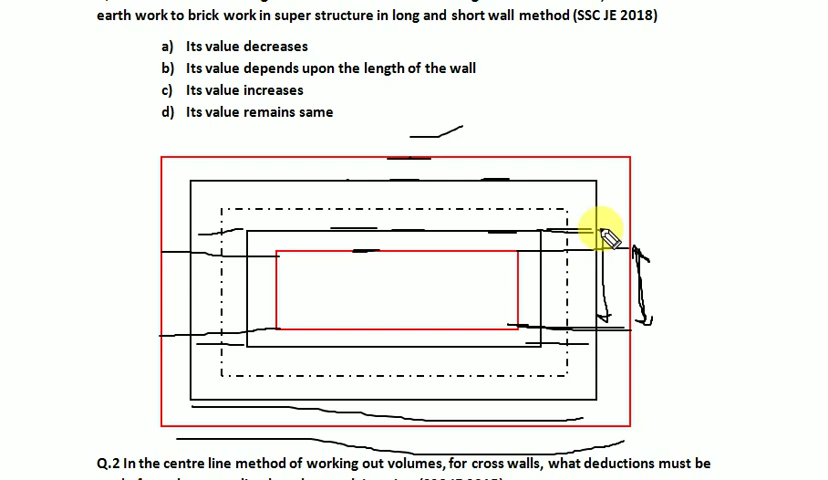 earth work to brick work in super structure in long and short wall method (SSC JE 2018)
a) Its value decreases
b) Its value depends upon the length of the wall
c) Its value increases
d) Its value remains same
Q.2 In the centre line method of working out volumes, for cross walls, what deductions must be